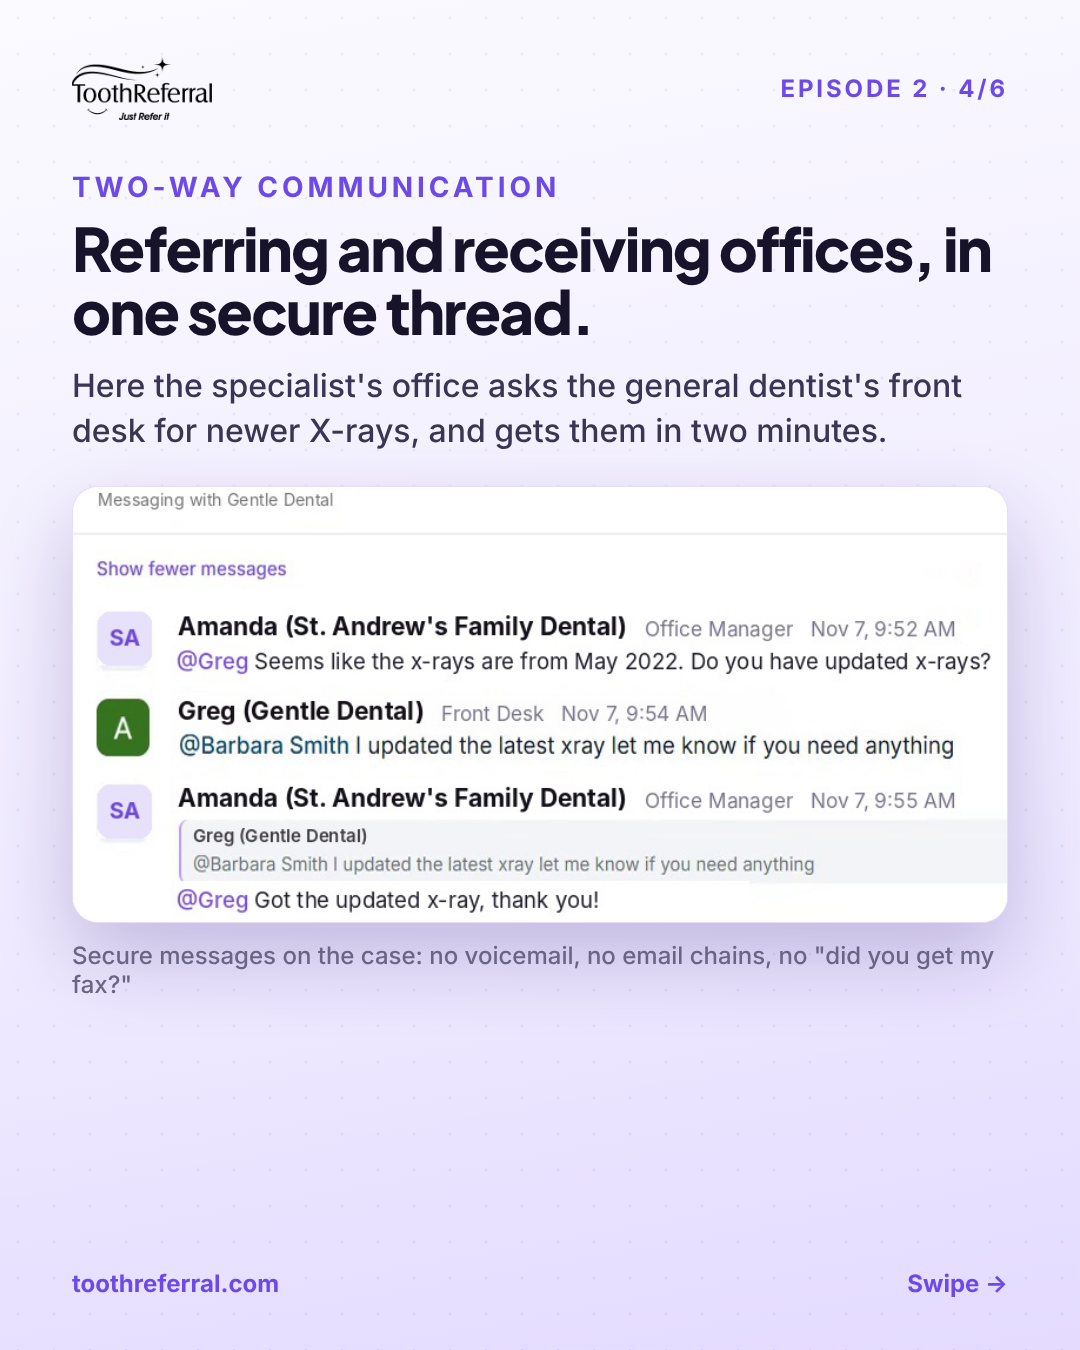 ToothReferral
Just Refer it
EPISODE 2 · 4/6
TWO-WAY COMMUNICATION
Referring and receiving offices, in
one secure thread.
Here the specialist's office asks the general dentist's front
desk for newer X-rays, and gets them in two minutes.
Messaging with Gentle Dental
Show fewer messages
SA
Amanda (St. Andrew's Family Dental) Office Manager Nov 7, 9:52 AM
@Greg Seems like the x-rays are from May 2022. Do you have updated x-rays?
A
Greg (Gentle Dental) Front Desk Nov 7, 9:54 AM
@Barbara Smith I updated the latest xray let me know if you need anything
SA
Amanda (St. Andrew's Family Dental) Office Manager Nov 7, 9:55 AM
Greg (Gentle Dental)
@Barbara Smith I updated the latest xray let me know if you need anything
@Greg Got the updated x-ray, thank you!
Secure messages on the case: no voicemail, no email chains, no "did you get my
fax?"
toothreferral.com
Swipe →